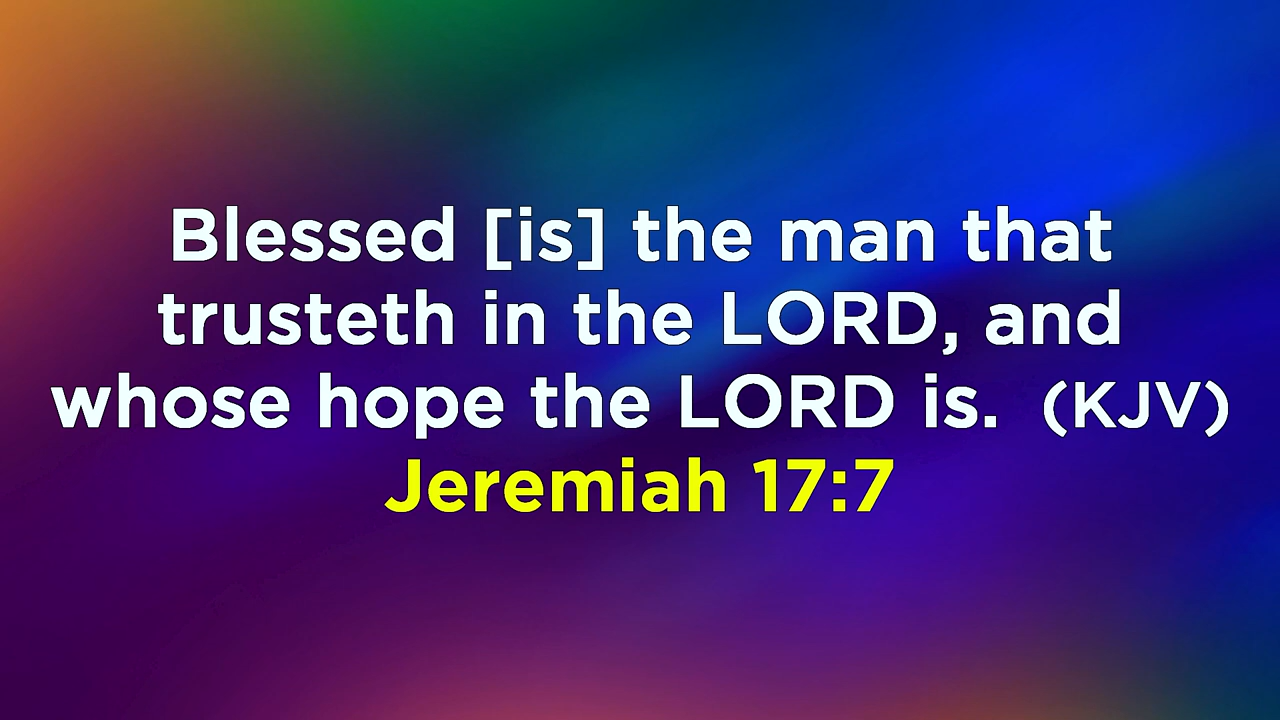 Blessed [is] the man that
trusteth in the LORD, and
whose hope the LORD is. (KJV)
Jeremiah 17:7